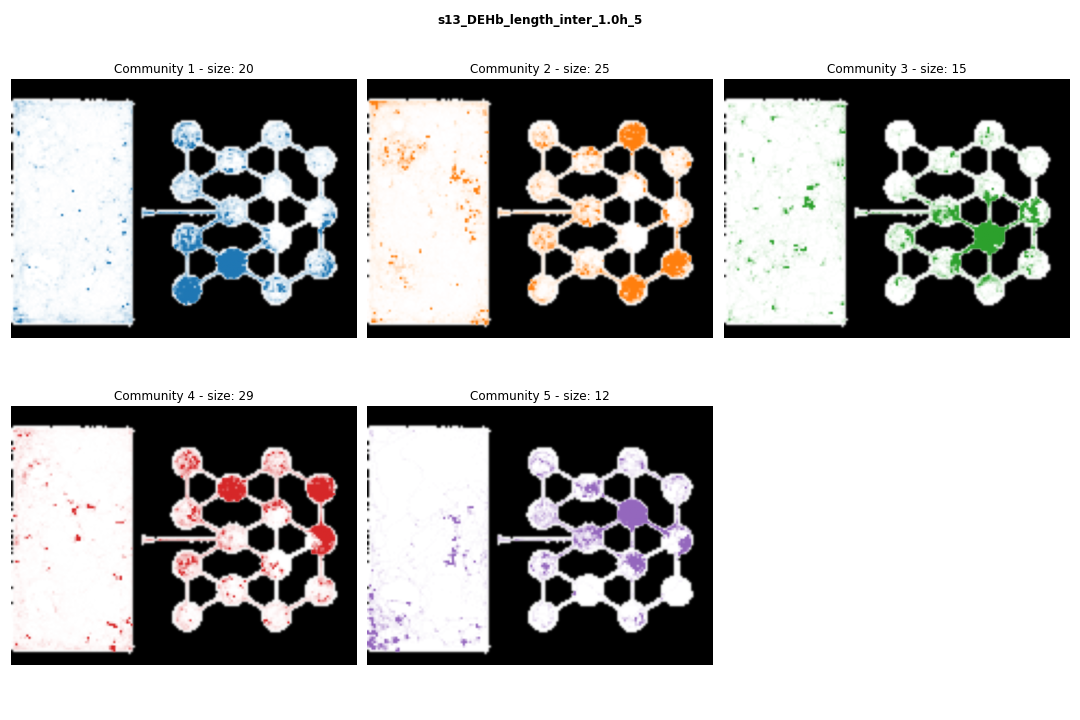 s13_DEHb_length_inter_1.0h_5
Community 1 - size: 20
Community 2 - size: 25
Community 3 - size: 15
Community 4 - size: 29
Community 5 - size: 12